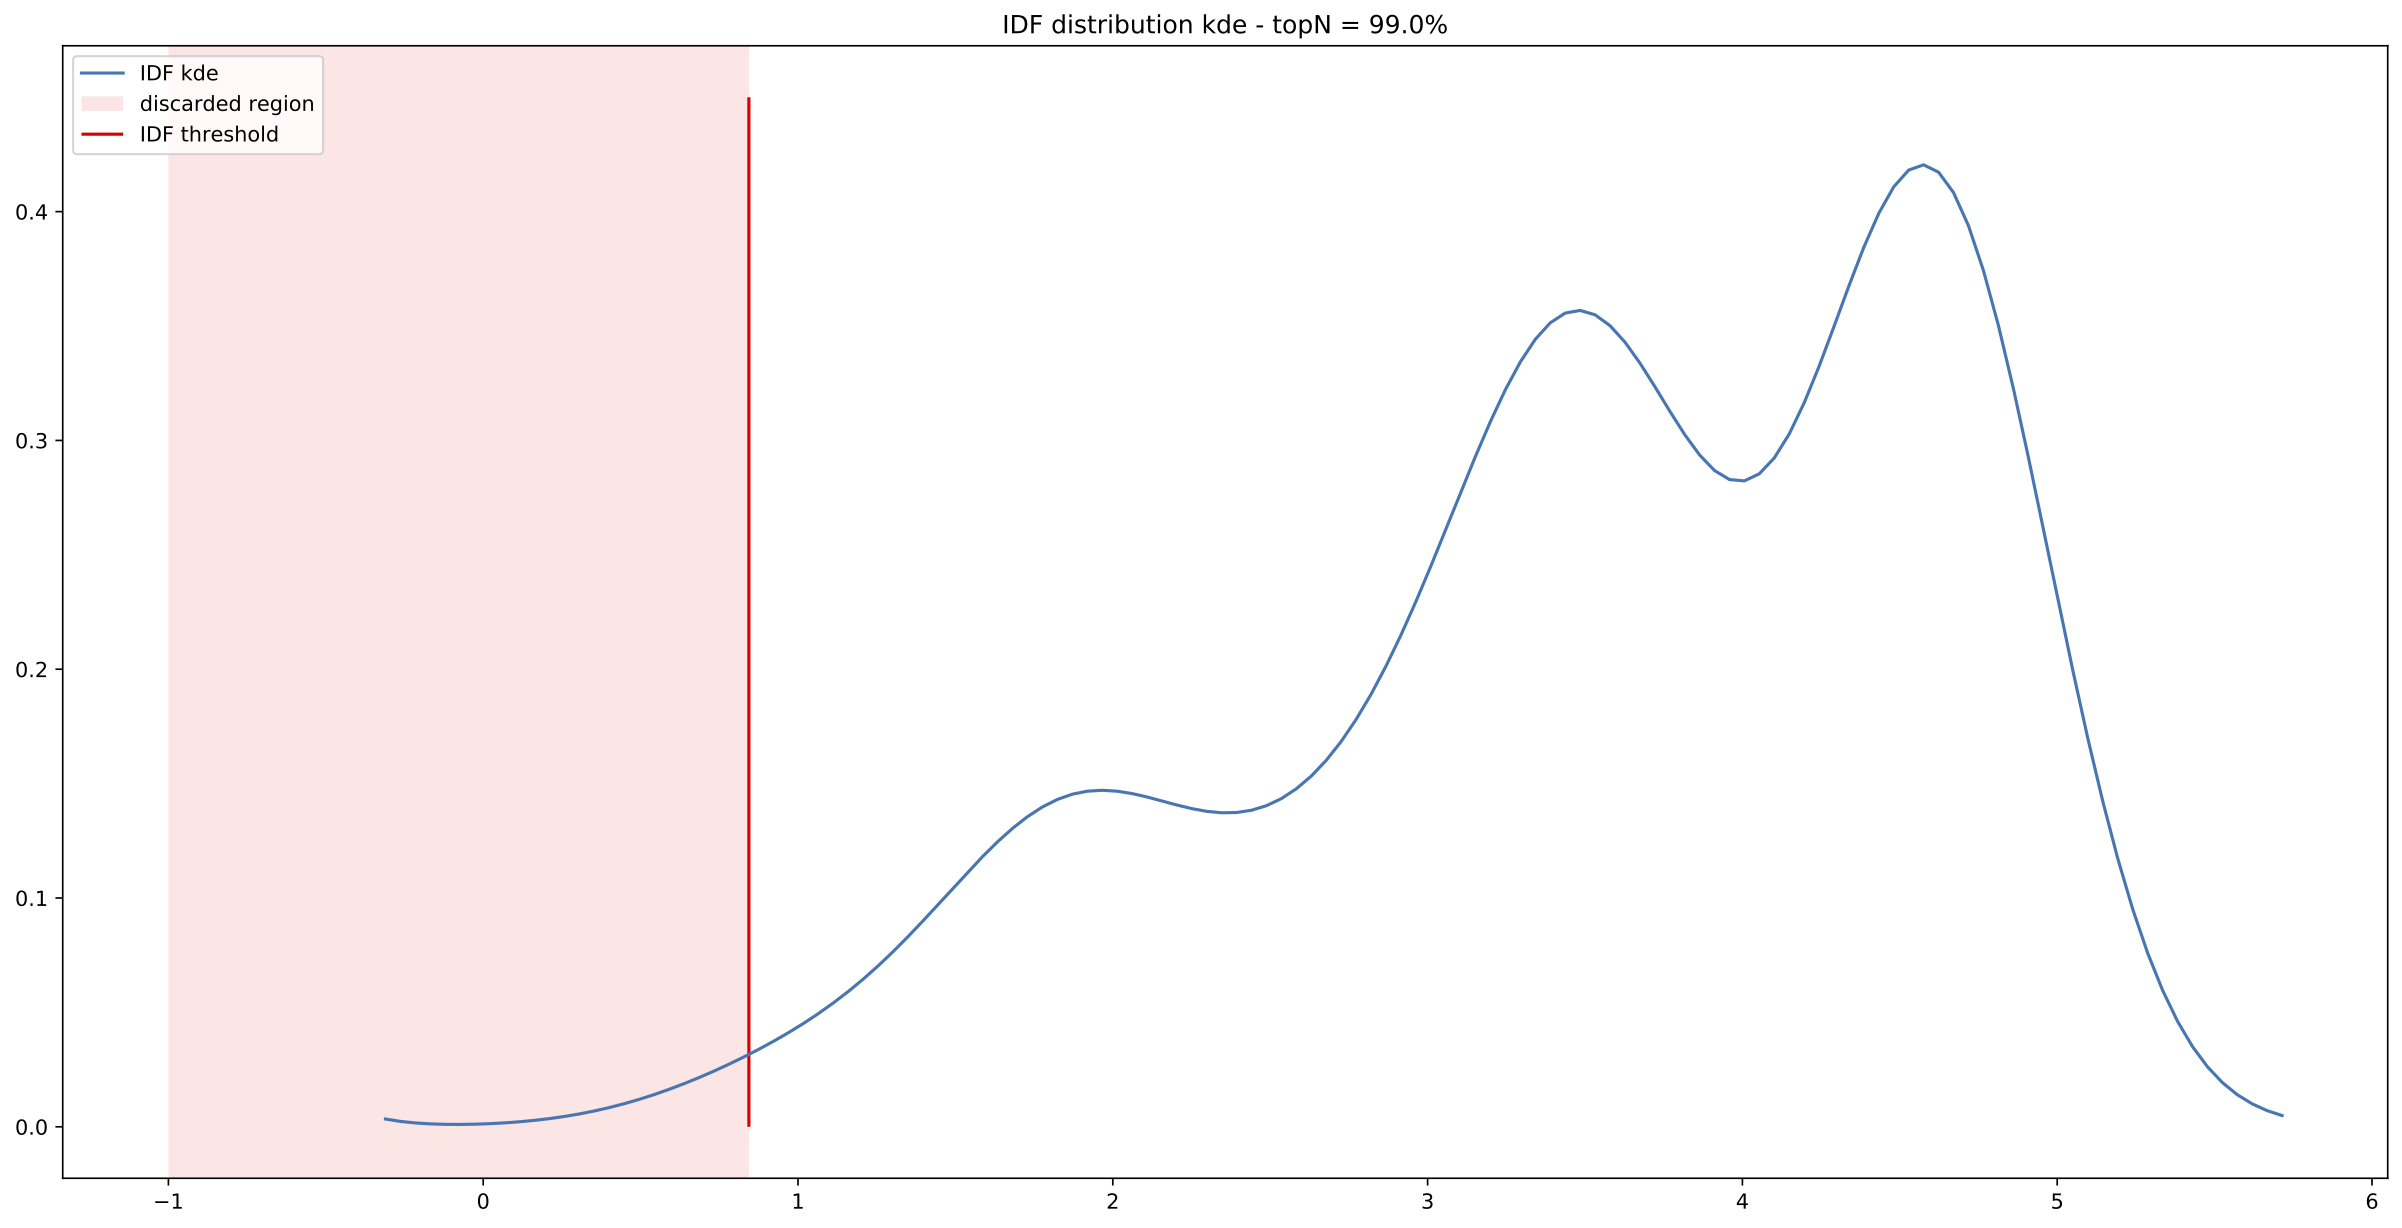 IDF distribution kde - topN = 99.0%
IDF kde
discarded region
IDF threshold
0.4
0.3
0.2
0.1
0.0
−1 0 1 2 3 4 5 6